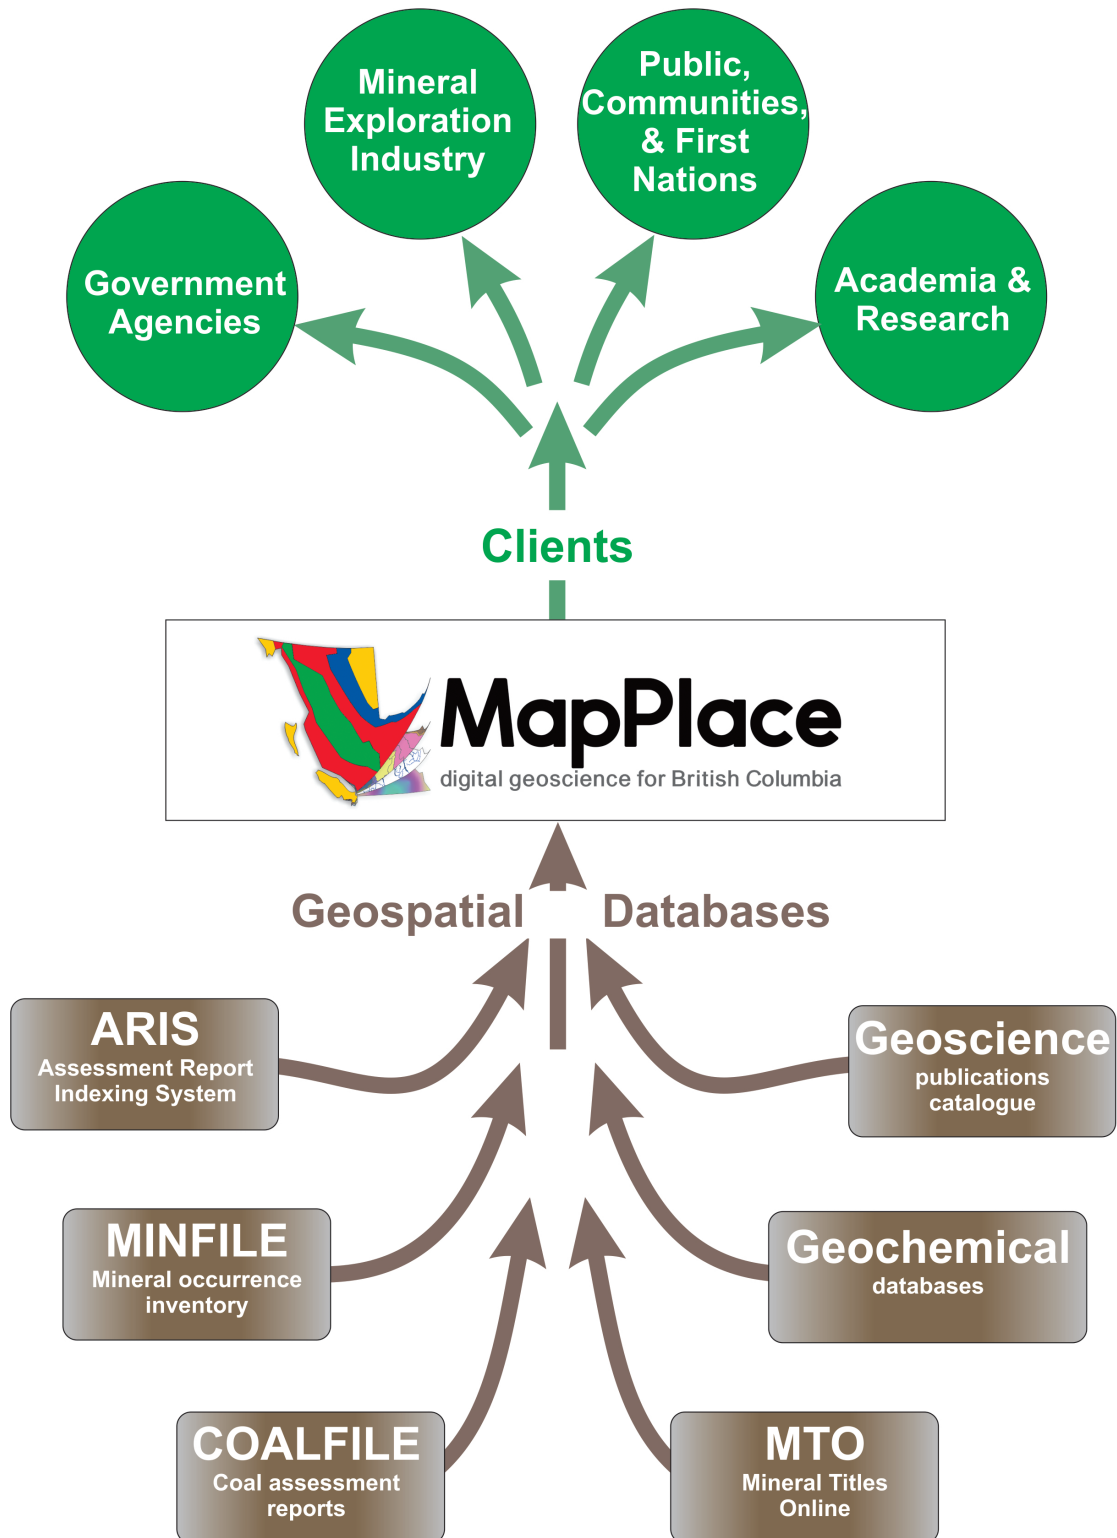 Mineral
Exploration
Industry
Public,
Communities,
& First
Nations
Government
Agencies
Academia &
Research
Clients
MapPlace
digital geoscience for British Columbia
Geospatial Databases
ARIS
Assessment Report
Indexing System
Geoscience
publications
catalogue
MINFILE
Mineral occurrence
inventory
Geochemical
databases
COALFILE
Coal assessment
reports
MTO
Mineral Titles
Online